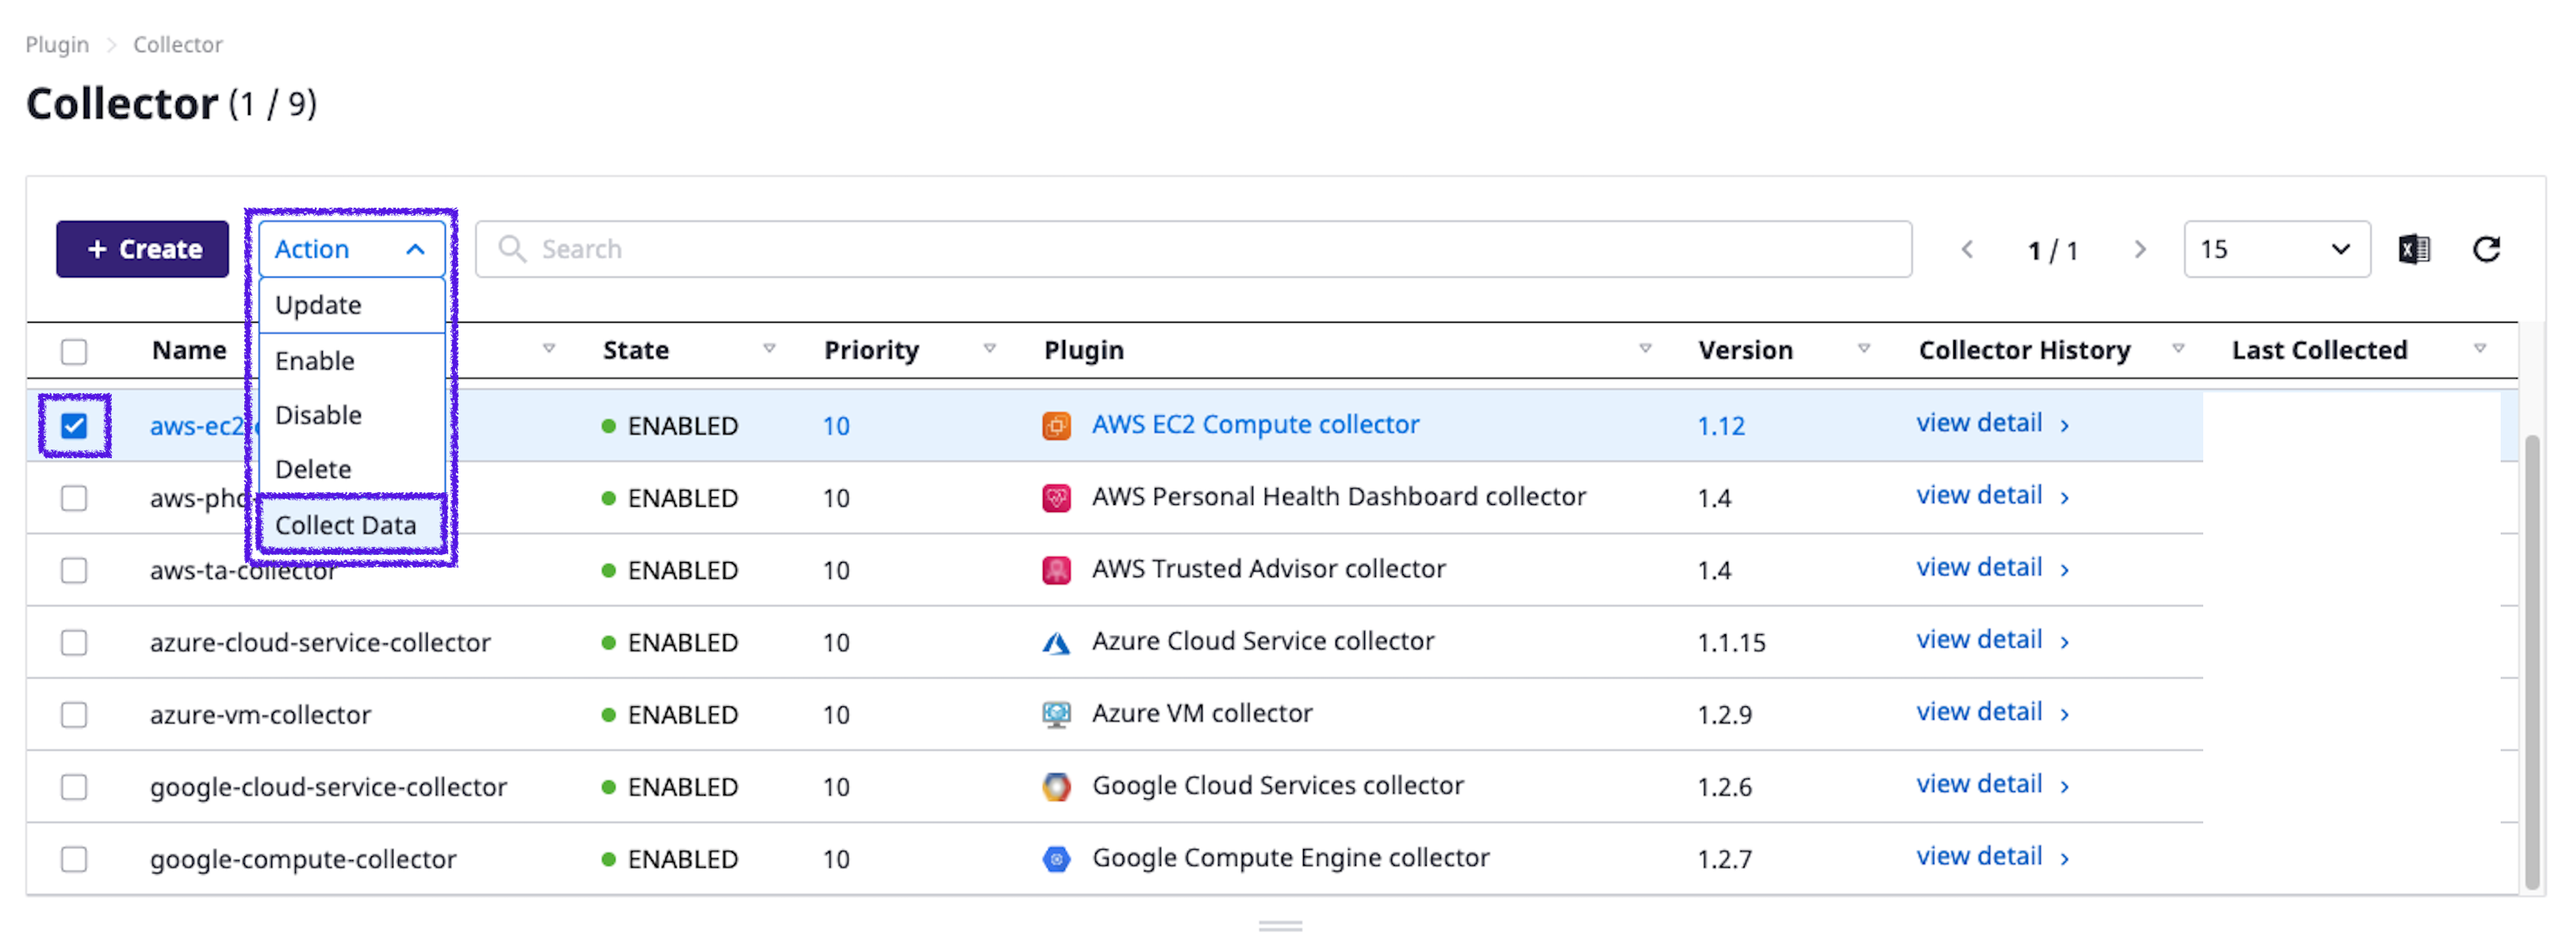 Plugin > Collector
Collector (1 / 9)
+ Create Action Search 1 / 1 15
Update
Enable
Disable
Delete
Collect Data
Name State Priority Plugin Version Collector History Last Collected
aws-ec2 ENABLED 10 AWS EC2 Compute collector 1.12 view detail >
aws-phd ENABLED 10 AWS Personal Health Dashboard collector 1.4 view detail >
aws-ta-collector ENABLED 10 AWS Trusted Advisor collector 1.4 view detail >
azure-cloud-service-collector ENABLED 10 Azure Cloud Service collector 1.1.15 view detail >
azure-vm-collector ENABLED 10 Azure VM collector 1.2.9 view detail >
google-cloud-service-collector ENABLED 10 Google Cloud Services collector 1.2.6 view detail >
google-compute-collector ENABLED 10 Google Compute Engine collector 1.2.7 view detail >